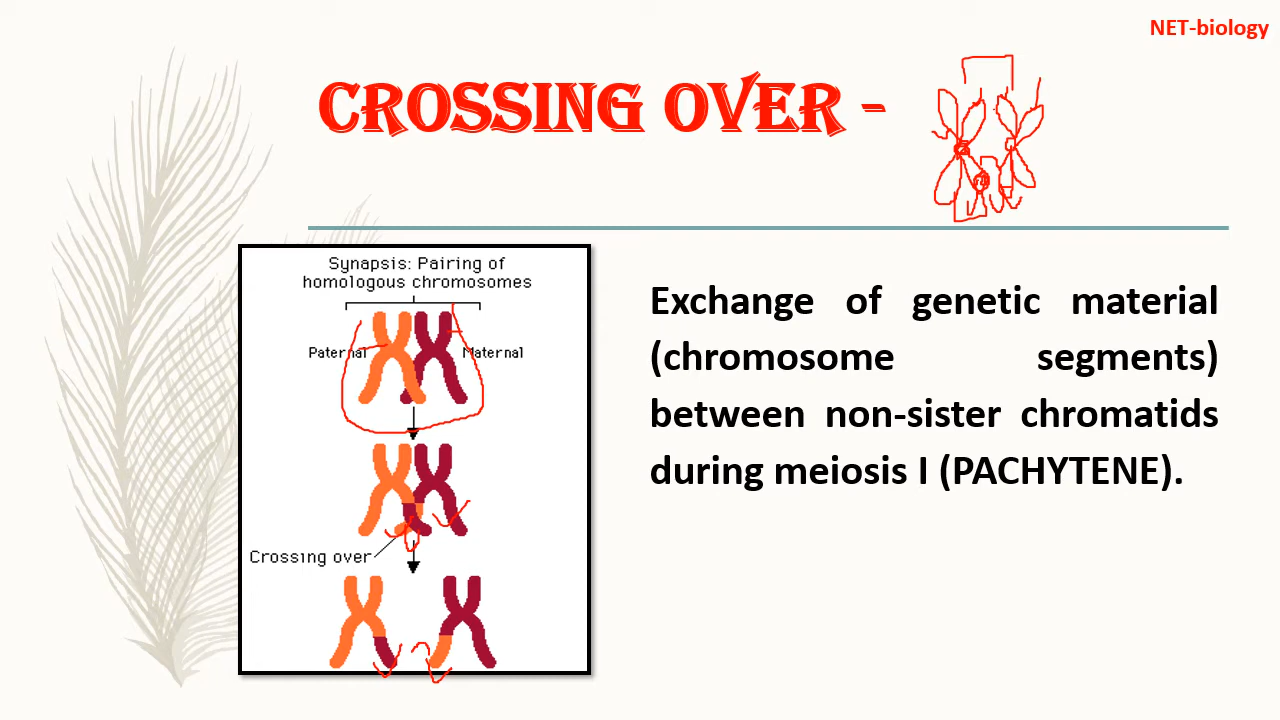 NET-biology
CROSSING OVER -
Synapsis: Pairing of
homologous chromosomes
Paternal
Maternal
Crossing over
Exchange of genetic material
(chromosome segments)
between non-sister chromatids
during meiosis I (PACHYTENE).